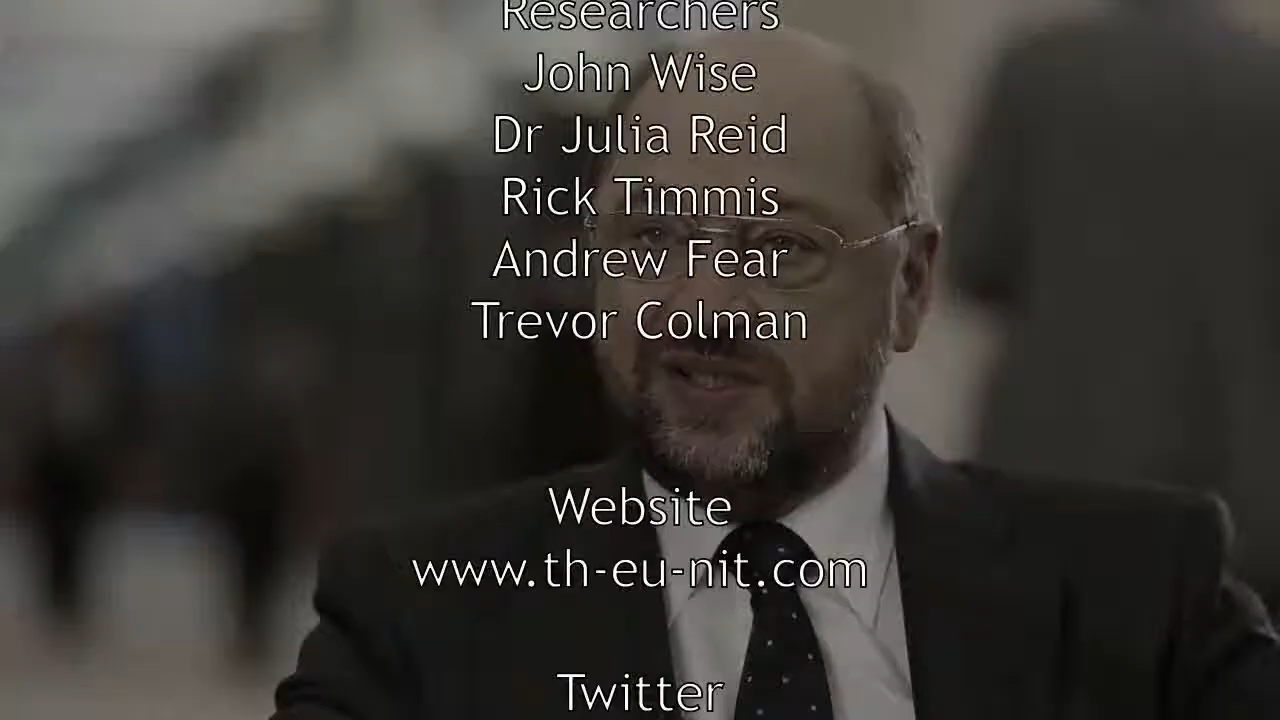 Researchers
John Wise
Dr Julia Reid
Rick Timmis
Andrew Fear
Trevor Colman
Website
www.th-eu-nit.com
Twitter